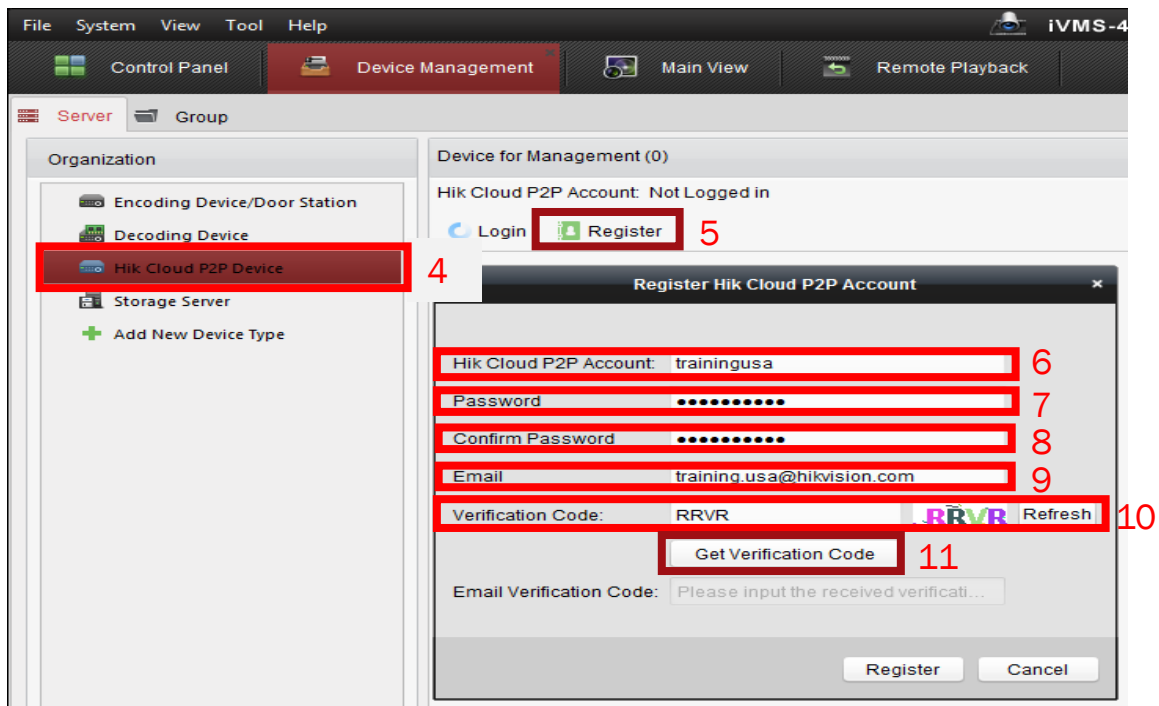 File System View Tool Help iVMS-4
Control Panel Device Management Main View Remote Playback
Server Group
Organization
Encoding Device/Door Station
Decoding Device
Hik Cloud P2P Device
4
Storage Server
Add New Device Type
Device for Management (0)
Hik Cloud P2P Account: Not Logged in
Login Register 5
Register Hik Cloud P2P Account ×
Hik Cloud P2P Account: trainingusa 6
Password ●●●●●●●●●● 7
Confirm Password ●●●●●●●●●● 8
Email training.usa@hikvision.com 9
Verification Code: RRVR RRVR Refresh 10
Get Verification Code 11
Email Verification Code: Please input the received verificati...
Register Cancel